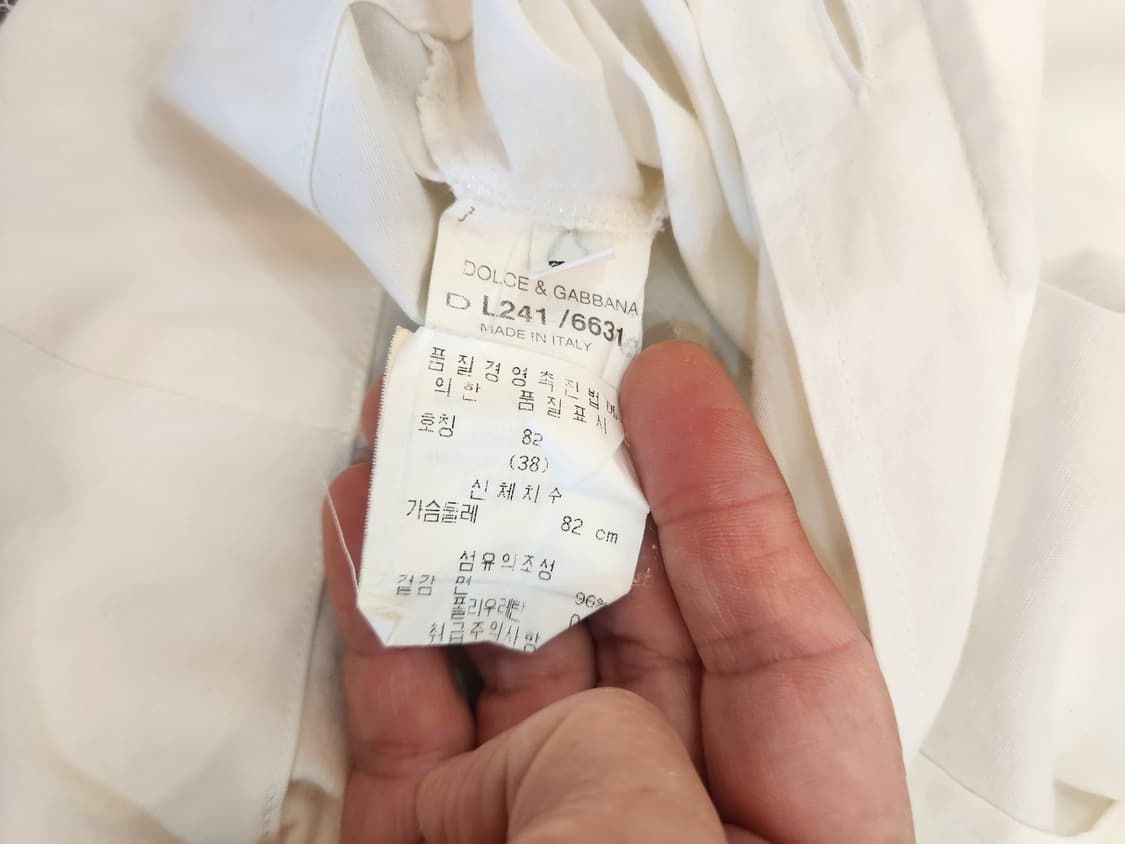 DOLCE & GABBANA
D L241 /6631
MADE IN ITALY
품질경영촉진법에
의한 품질표시
호칭 82
(38)
신체치수
가슴둘레 82 cm
섬유의조성
겉감 면 96%
폴리우레탄
취급주의사항